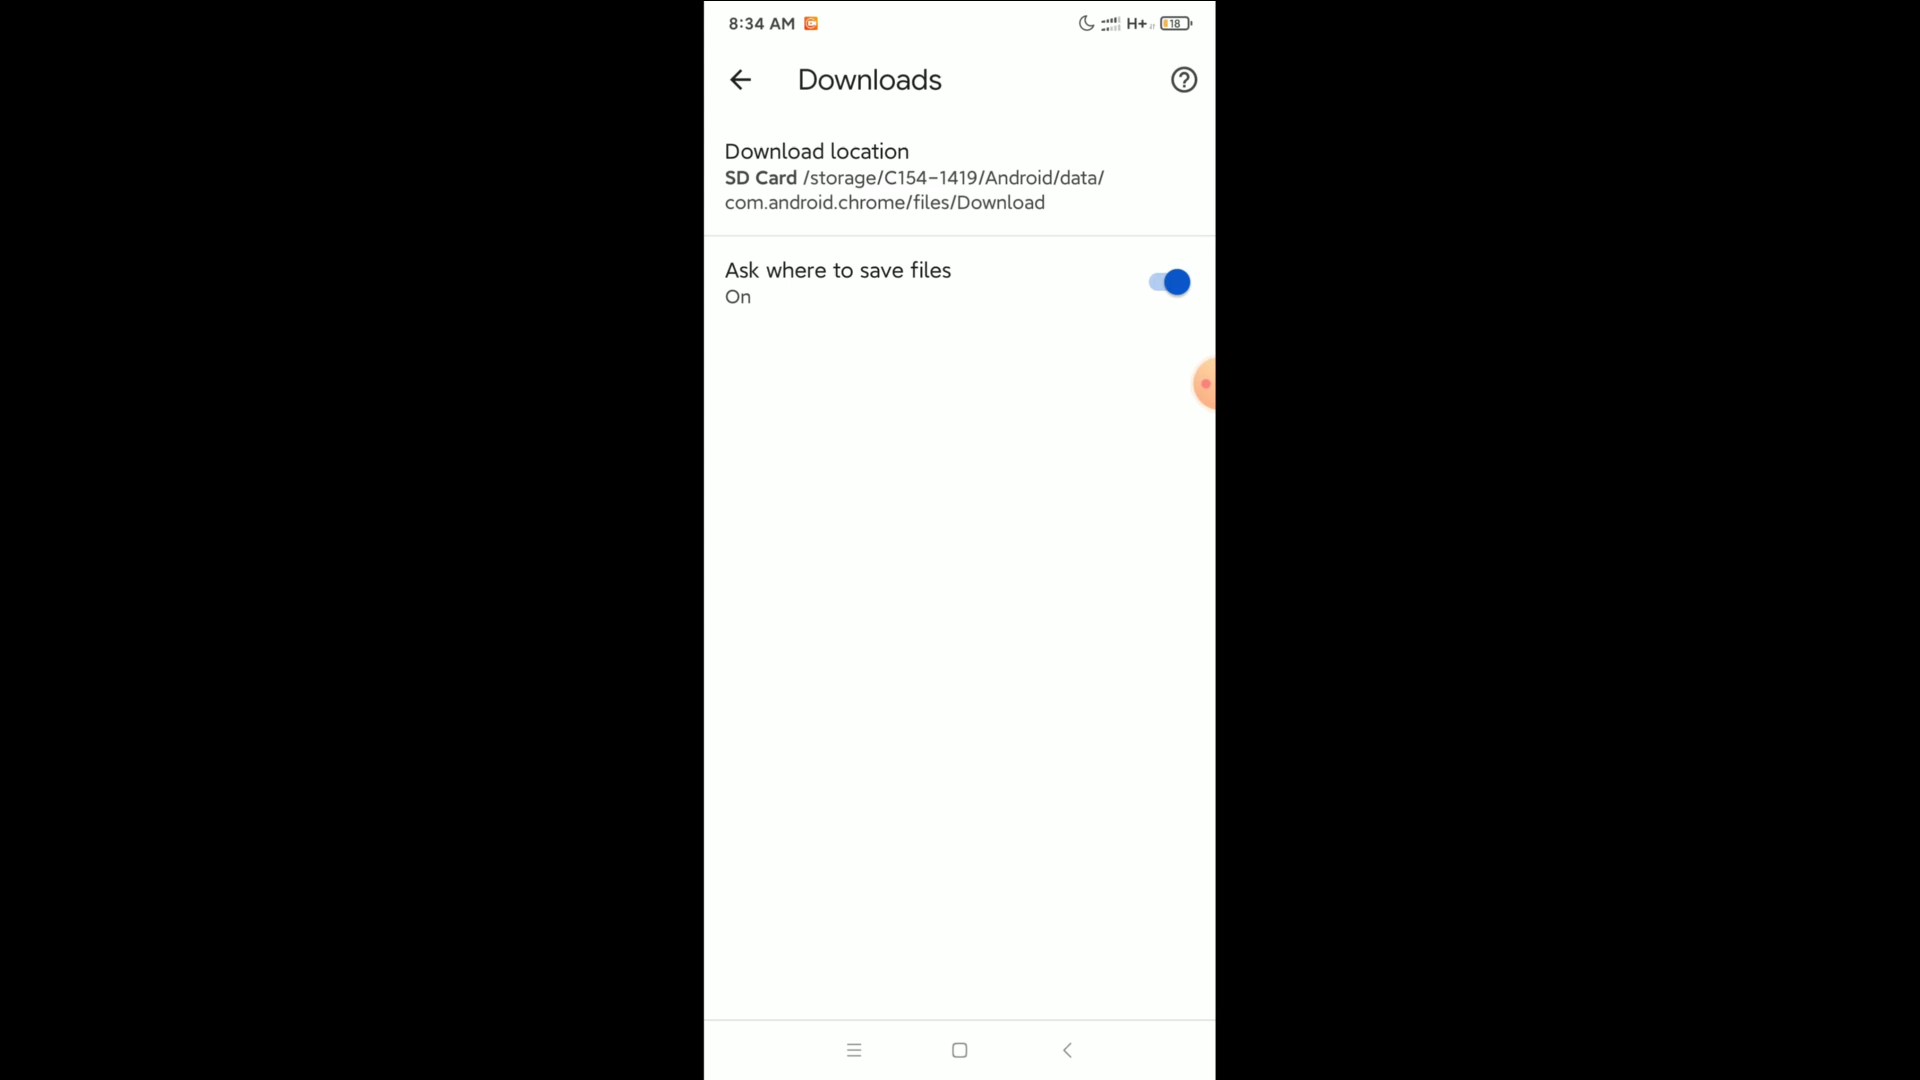 8:34 AM H+ 18
Downloads
Download location
SD Card /storage/C154-1419/Android/data/
com.android.chrome/files/Download
Ask where to save files
On